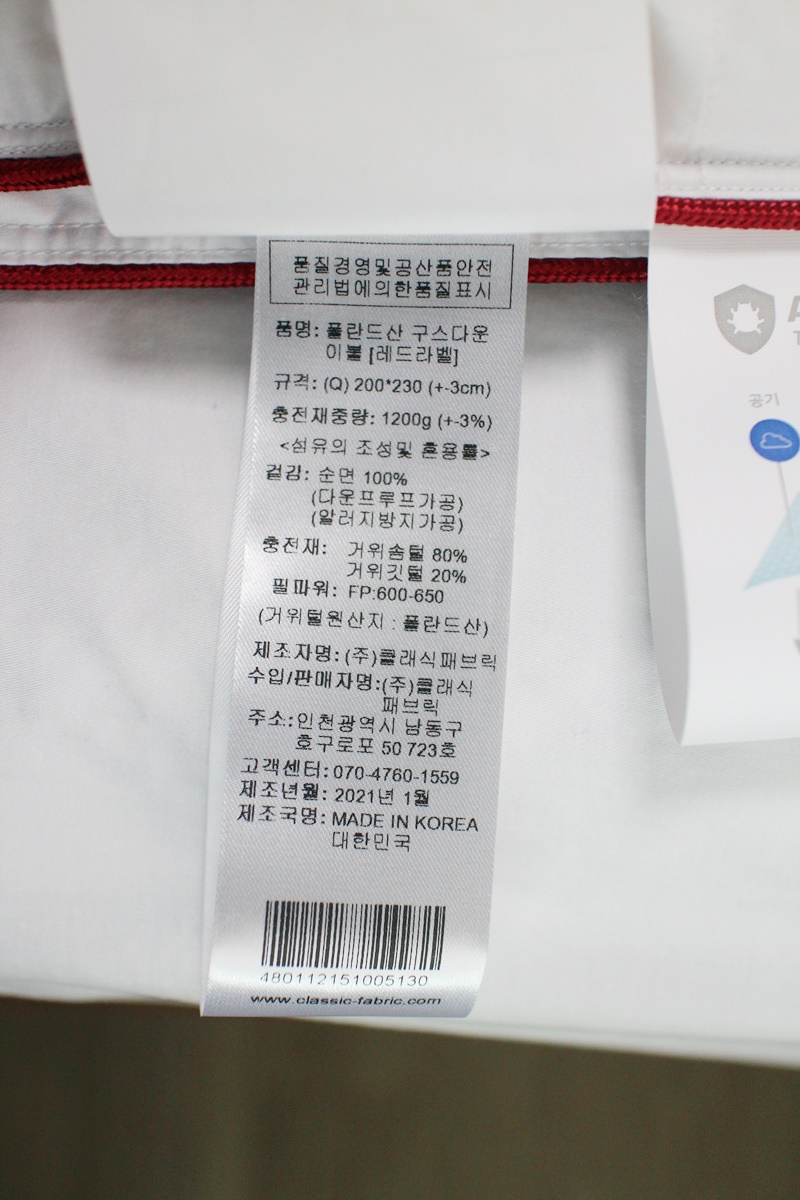 품질경영및공산품안전
관리법에의한품질표시
품명: 폴란드산 구스다운
이불 [레드라벨]
규격: (Q) 200*230 (+-3cm)
충전재중량: 1200g (+-3%)
<섬유의 조성및 혼용률>
겉감: 순면 100%
(다운프루프가공)
(알러지방지가공)
충전재: 거위솜털 80%
거위깃털 20%
필파워: FP:600-650
(거위털원산지 : 폴란드산)
제조자명: (주)클래식패브릭
수입/판매자명:(주)클래식
패브릭
주소:인천광역시 남동구
호구로포 50 723호
고객센터: 070-4760-1559
제조년월: 2021년 1월
제조국명: MADE IN KOREA
대한민국
480112151005130
www.classic-fabric.com
공기